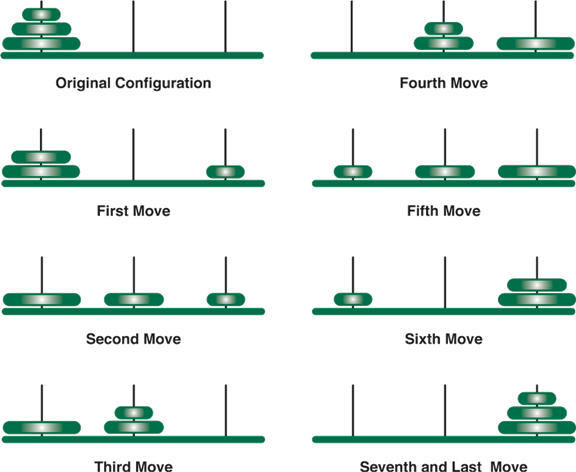 Original Configuration
Fourth Move
First Move
Fifth Move
Second Move
Sixth Move
Third Move
Seventh and Last Move